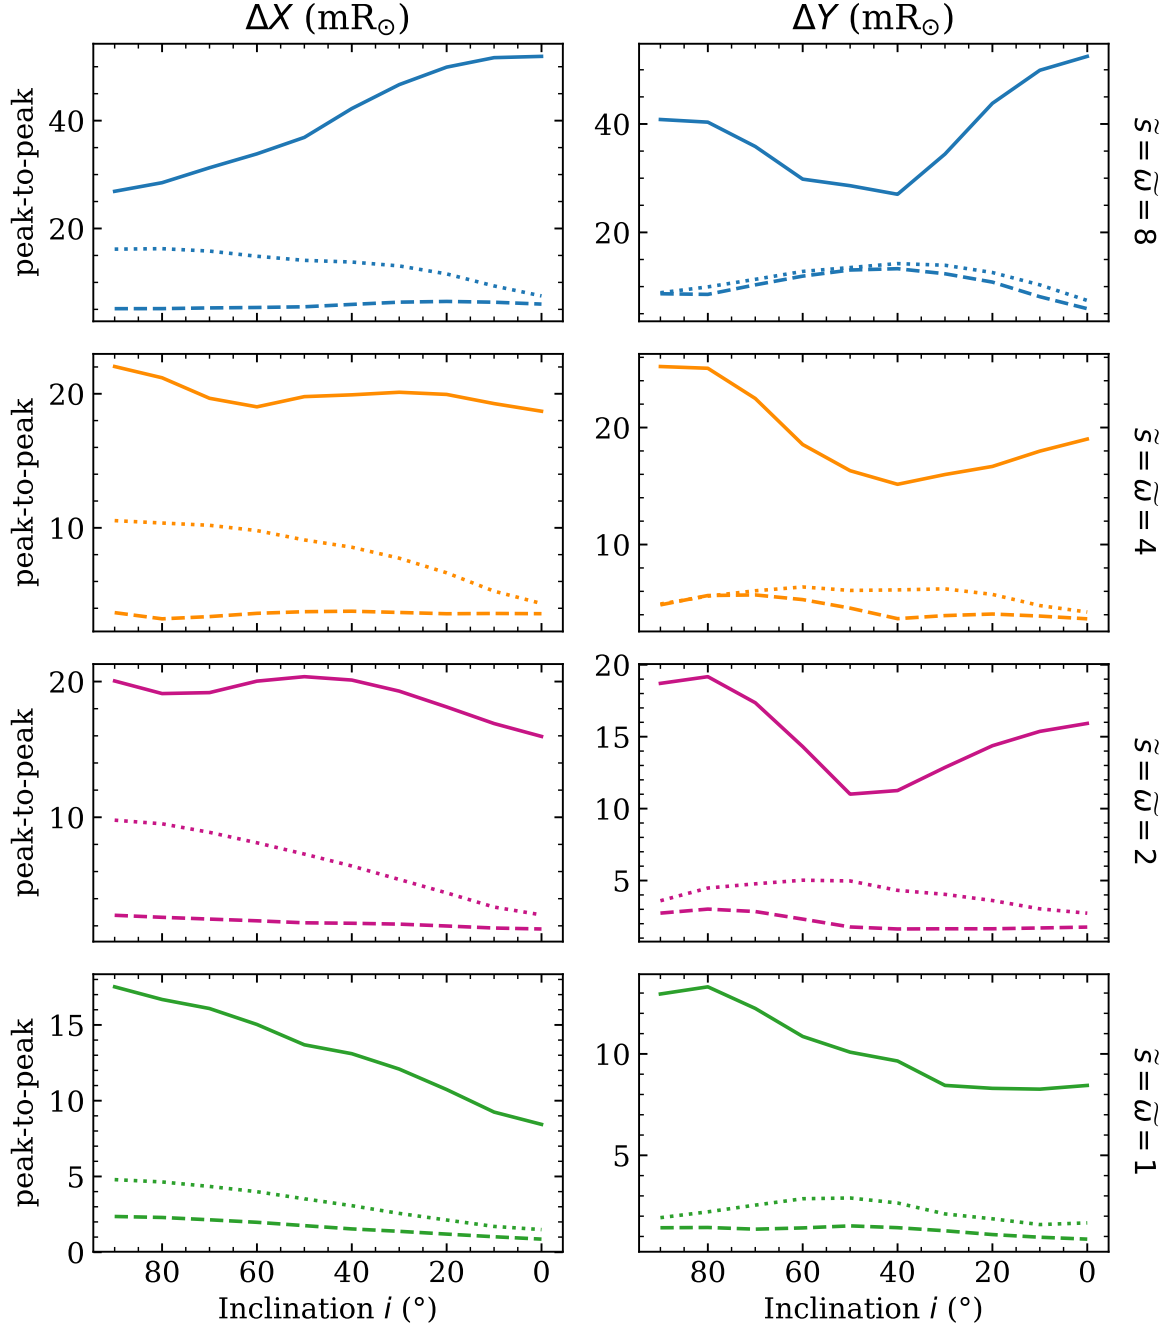 ΔX (mR⊙) ΔY (mR⊙)
peak-to-peak
40
20
40
20
s̃ = ω̃ = 8
peak-to-peak
20
10
20
10
s̃ = ω̃ = 4
peak-to-peak
20
10
20
15
10
5
s̃ = ω̃ = 2
peak-to-peak
15
10
5
0
10
5
s̃ = ω̃ = 1
80 60 40 20 0 80 60 40 20 0
Inclination i (°) Inclination i (°)